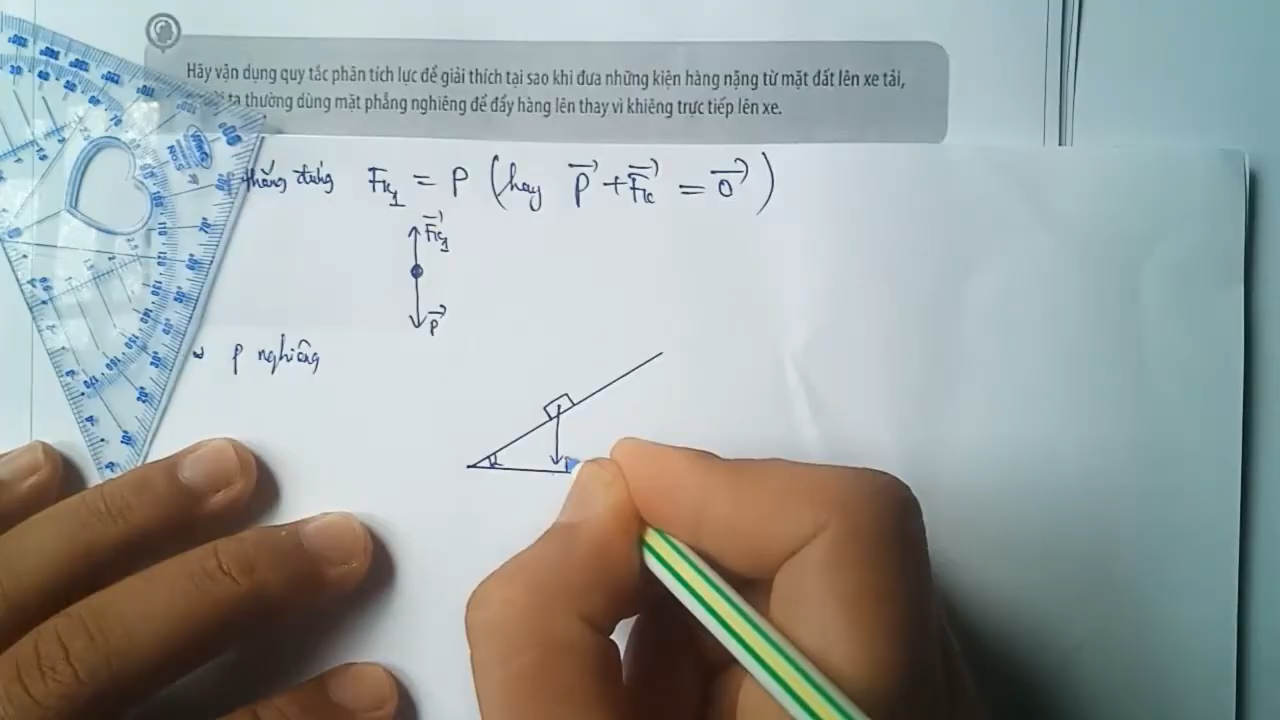 Hãy vận dụng quy tắc phân tích lực để giải thích tại sao khi đưa những kiện hàng nặng từ mặt đất lên xe tải,
ta thường dùng mặt phẳng nghiêng để đẩy hàng lên thay vì khiêng trực tiếp lên xe.
thẳng đứng Fk₁ = P (hay P⃗ + F⃗k = 0⃗)
F⃗k₁
P⃗
P nghiêng
α